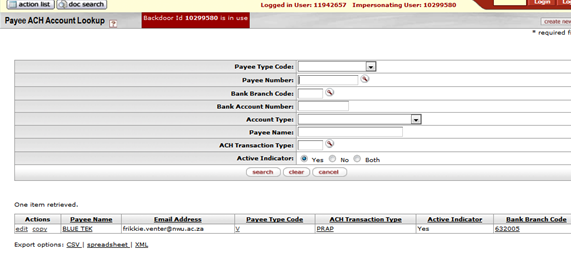 action list doc search Logged in User: 11942657 Impersonating User: 10299580 Login
Payee ACH Account Lookup ? Backdoor Id 10299580 is in use create new
* required
Payee Type Code:
Payee Number:
Bank Branch Code:
Bank Account Number:
Account Type:
Payee Name:
ACH Transaction Type:
Active Indicator: Yes No Both
search clear cancel
One item retrieved.
Actions Payee Name Email Address Payee Type Code ACH Transaction Type Active Indicator Bank Branch Code
edit copy BLUE TEK frikkie.venter@nwu.ac.za V PRAP Yes 632005
Export options: CSV | spreadsheet | XML